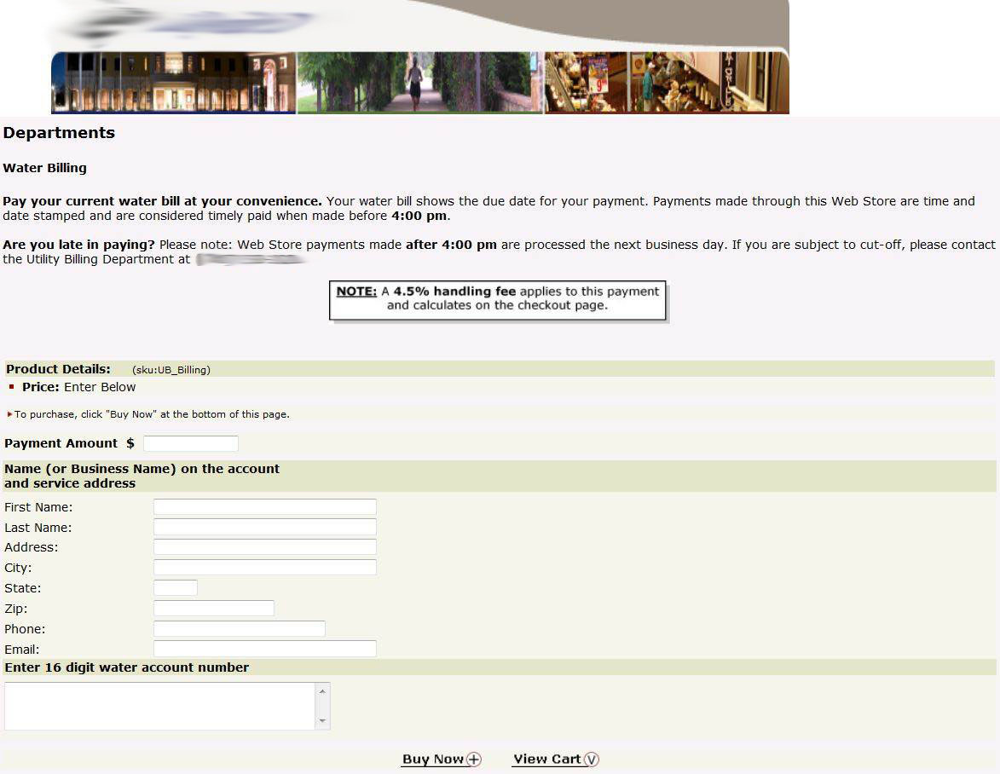 Departments
Water Billing
Pay your current water bill at your convenience. Your water bill shows the due date for your payment. Payments made through this Web Store are time and
date stamped and are considered timely paid when made before 4:00 pm.
Are you late in paying? Please note: Web Store payments made after 4:00 pm are processed the next business day. If you are subject to cut-off, please contact
the Utility Billing Department at
NOTE: A 4.5% handling fee applies to this payment
and calculates on the checkout page.
Product Details: (sku:UB_Billing)
Price: Enter Below
To purchase, click "Buy Now" at the bottom of this page.
Payment Amount $
Name (or Business Name) on the account
and service address
First Name:
Last Name:
Address:
City:
State:
Zip:
Phone:
Email:
Enter 16 digit water account number
Buy Now
View Cart